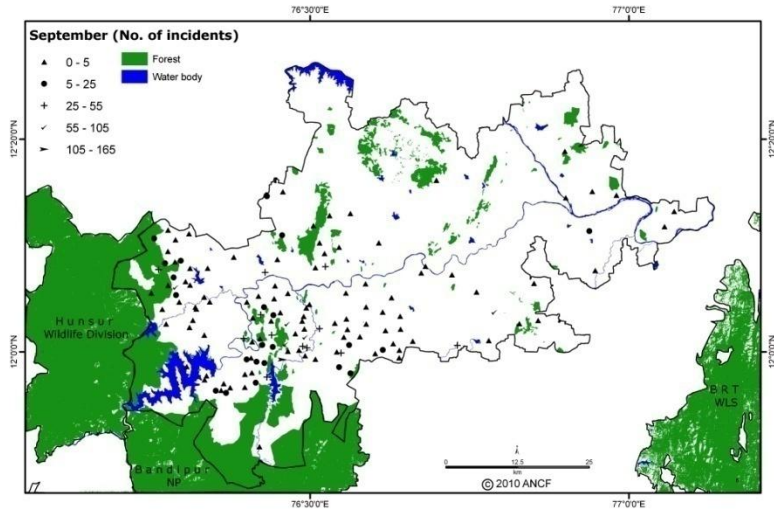 76°30'0"E
77°0'0"E
September (No. of incidents)
0 - 5
5 - 25
25 - 55
55 - 105
105 - 165
Forest
Water body
12°20'0"N
12°20'0"N
Hunsur
Wildlife Division
12°0'0"N
12°0'0"N
BRT
WLS
Bandipur
NP
0
12.5
25
km
© 2010 ANCF
76°30'0"E
77°0'0"E